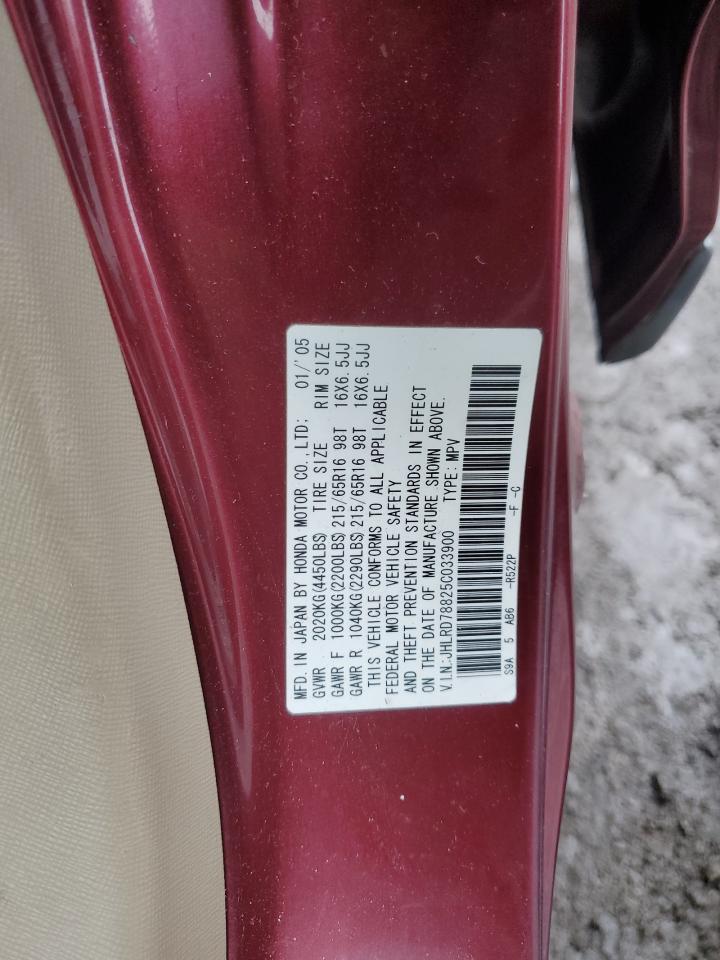 MFD. IN JAPAN BY HONDA MOTOR CO.,LTD: 01/'05
GVWR 2020KG(4450LBS) TIRE SIZE RIM SIZE
GAWR F 1000KG(2200LBS) 215/65R16 98T 16X6.5JJ
GAWR R 1040KG(2290LBS) 215/65R16 98T 16X6.5JJ
THIS VEHICLE CONFORMS TO ALL APPLICABLE
FEDERAL MOTOR VEHICLE SAFETY
AND THEFT PREVENTION STANDARDS IN EFFECT
ON THE DATE OF MANUFACTURE SHOWN ABOVE.
V.I.N.:JHLRD78825C033900 TYPE: MPV
S9A 5 AB6 -R522P -F -C